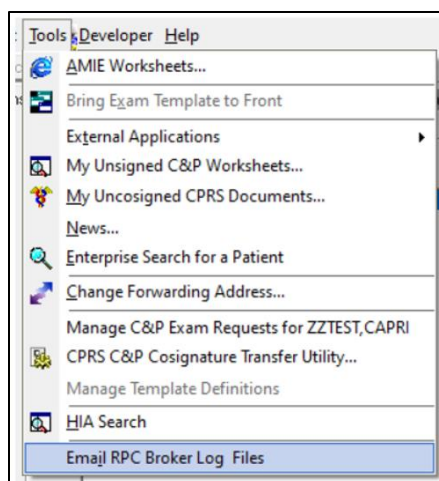 Tools Developer Help
AMIE Worksheets...
Bring Exam Template to Front
External Applications
My Unsigned C&P Worksheets...
My Uncosigned CPRS Documents...
News...
Enterprise Search for a Patient
Change Forwarding Address...
Manage C&P Exam Requests for ZZTEST,CAPRI
CPRS C&P Cosignature Transfer Utility...
Manage Template Definitions
HIA Search
Email RPC Broker Log  Files